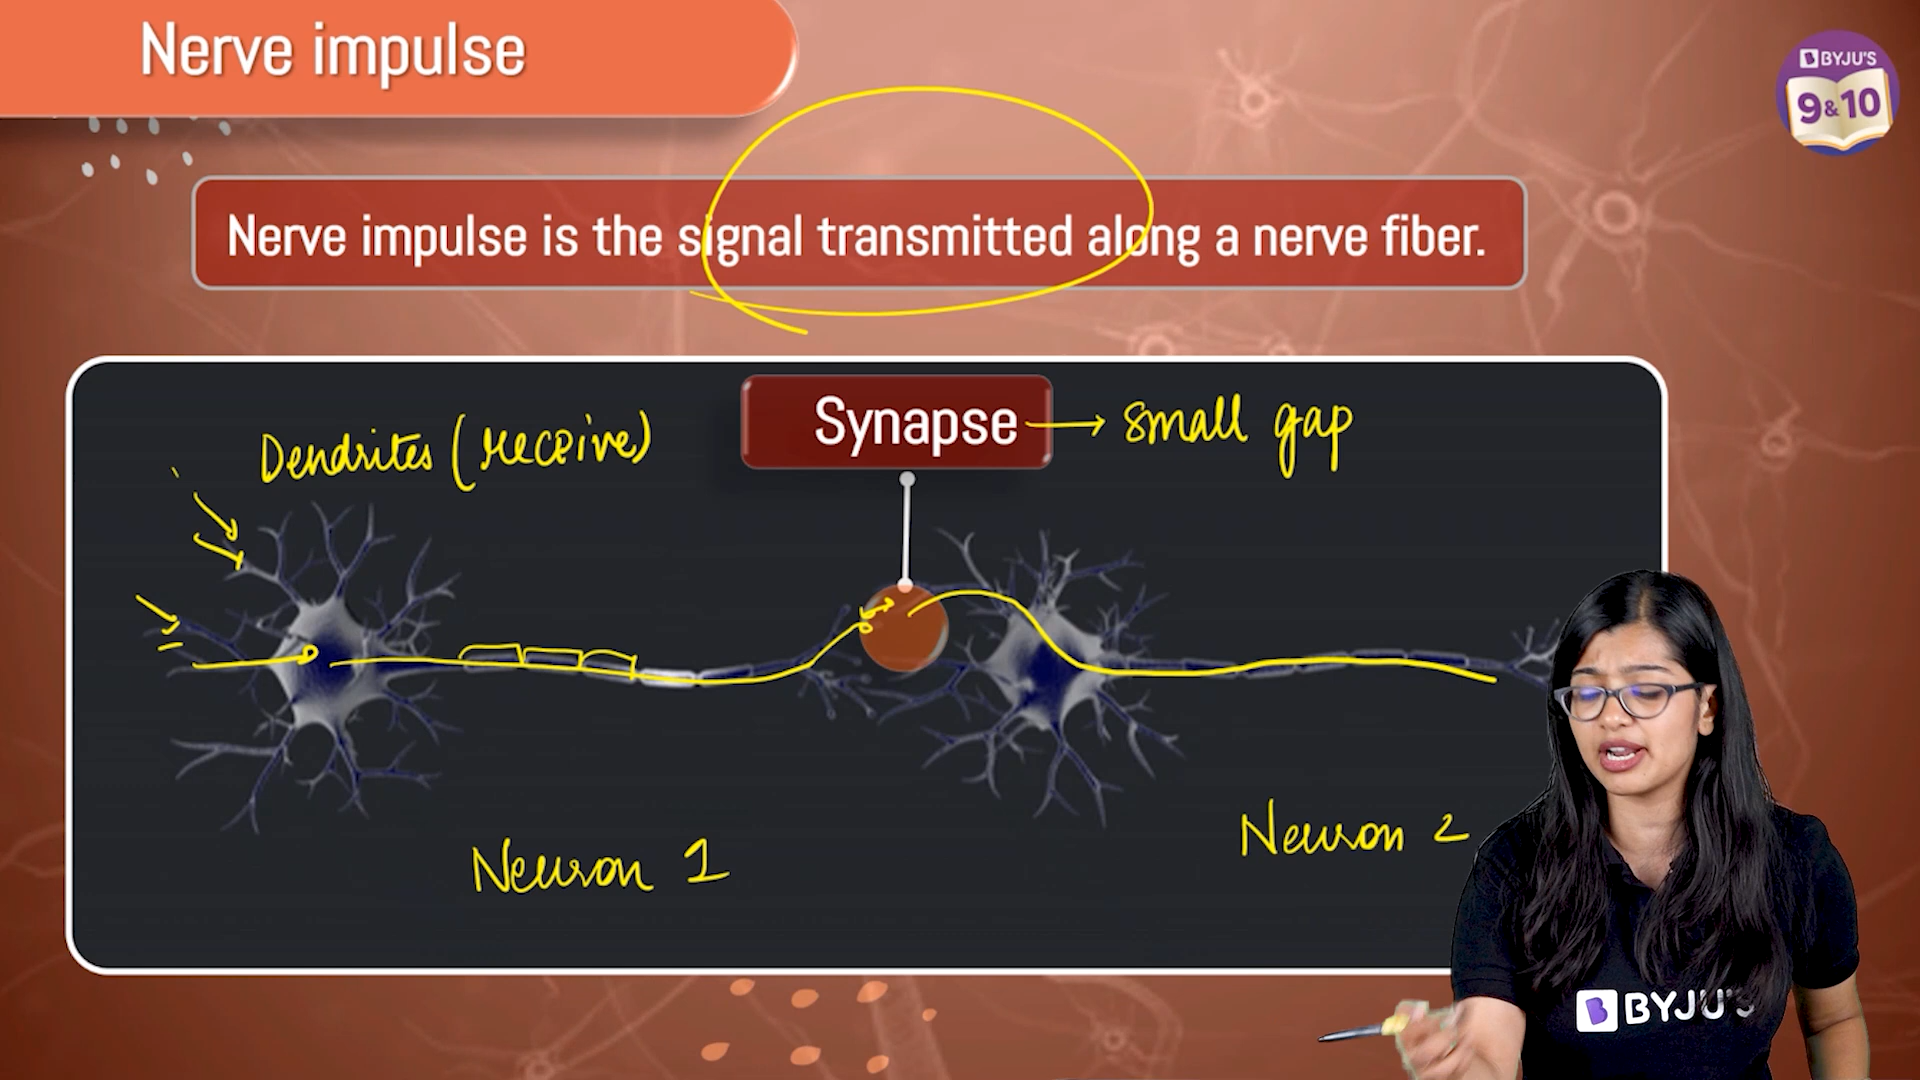 Nerve impulse
BYJU'S
9&10
Nerve impulse is the signal transmitted along a nerve fiber.
Synapse → small gap
Dendrites (receive)
Neuron 1
Neuron 2
BYJU'S